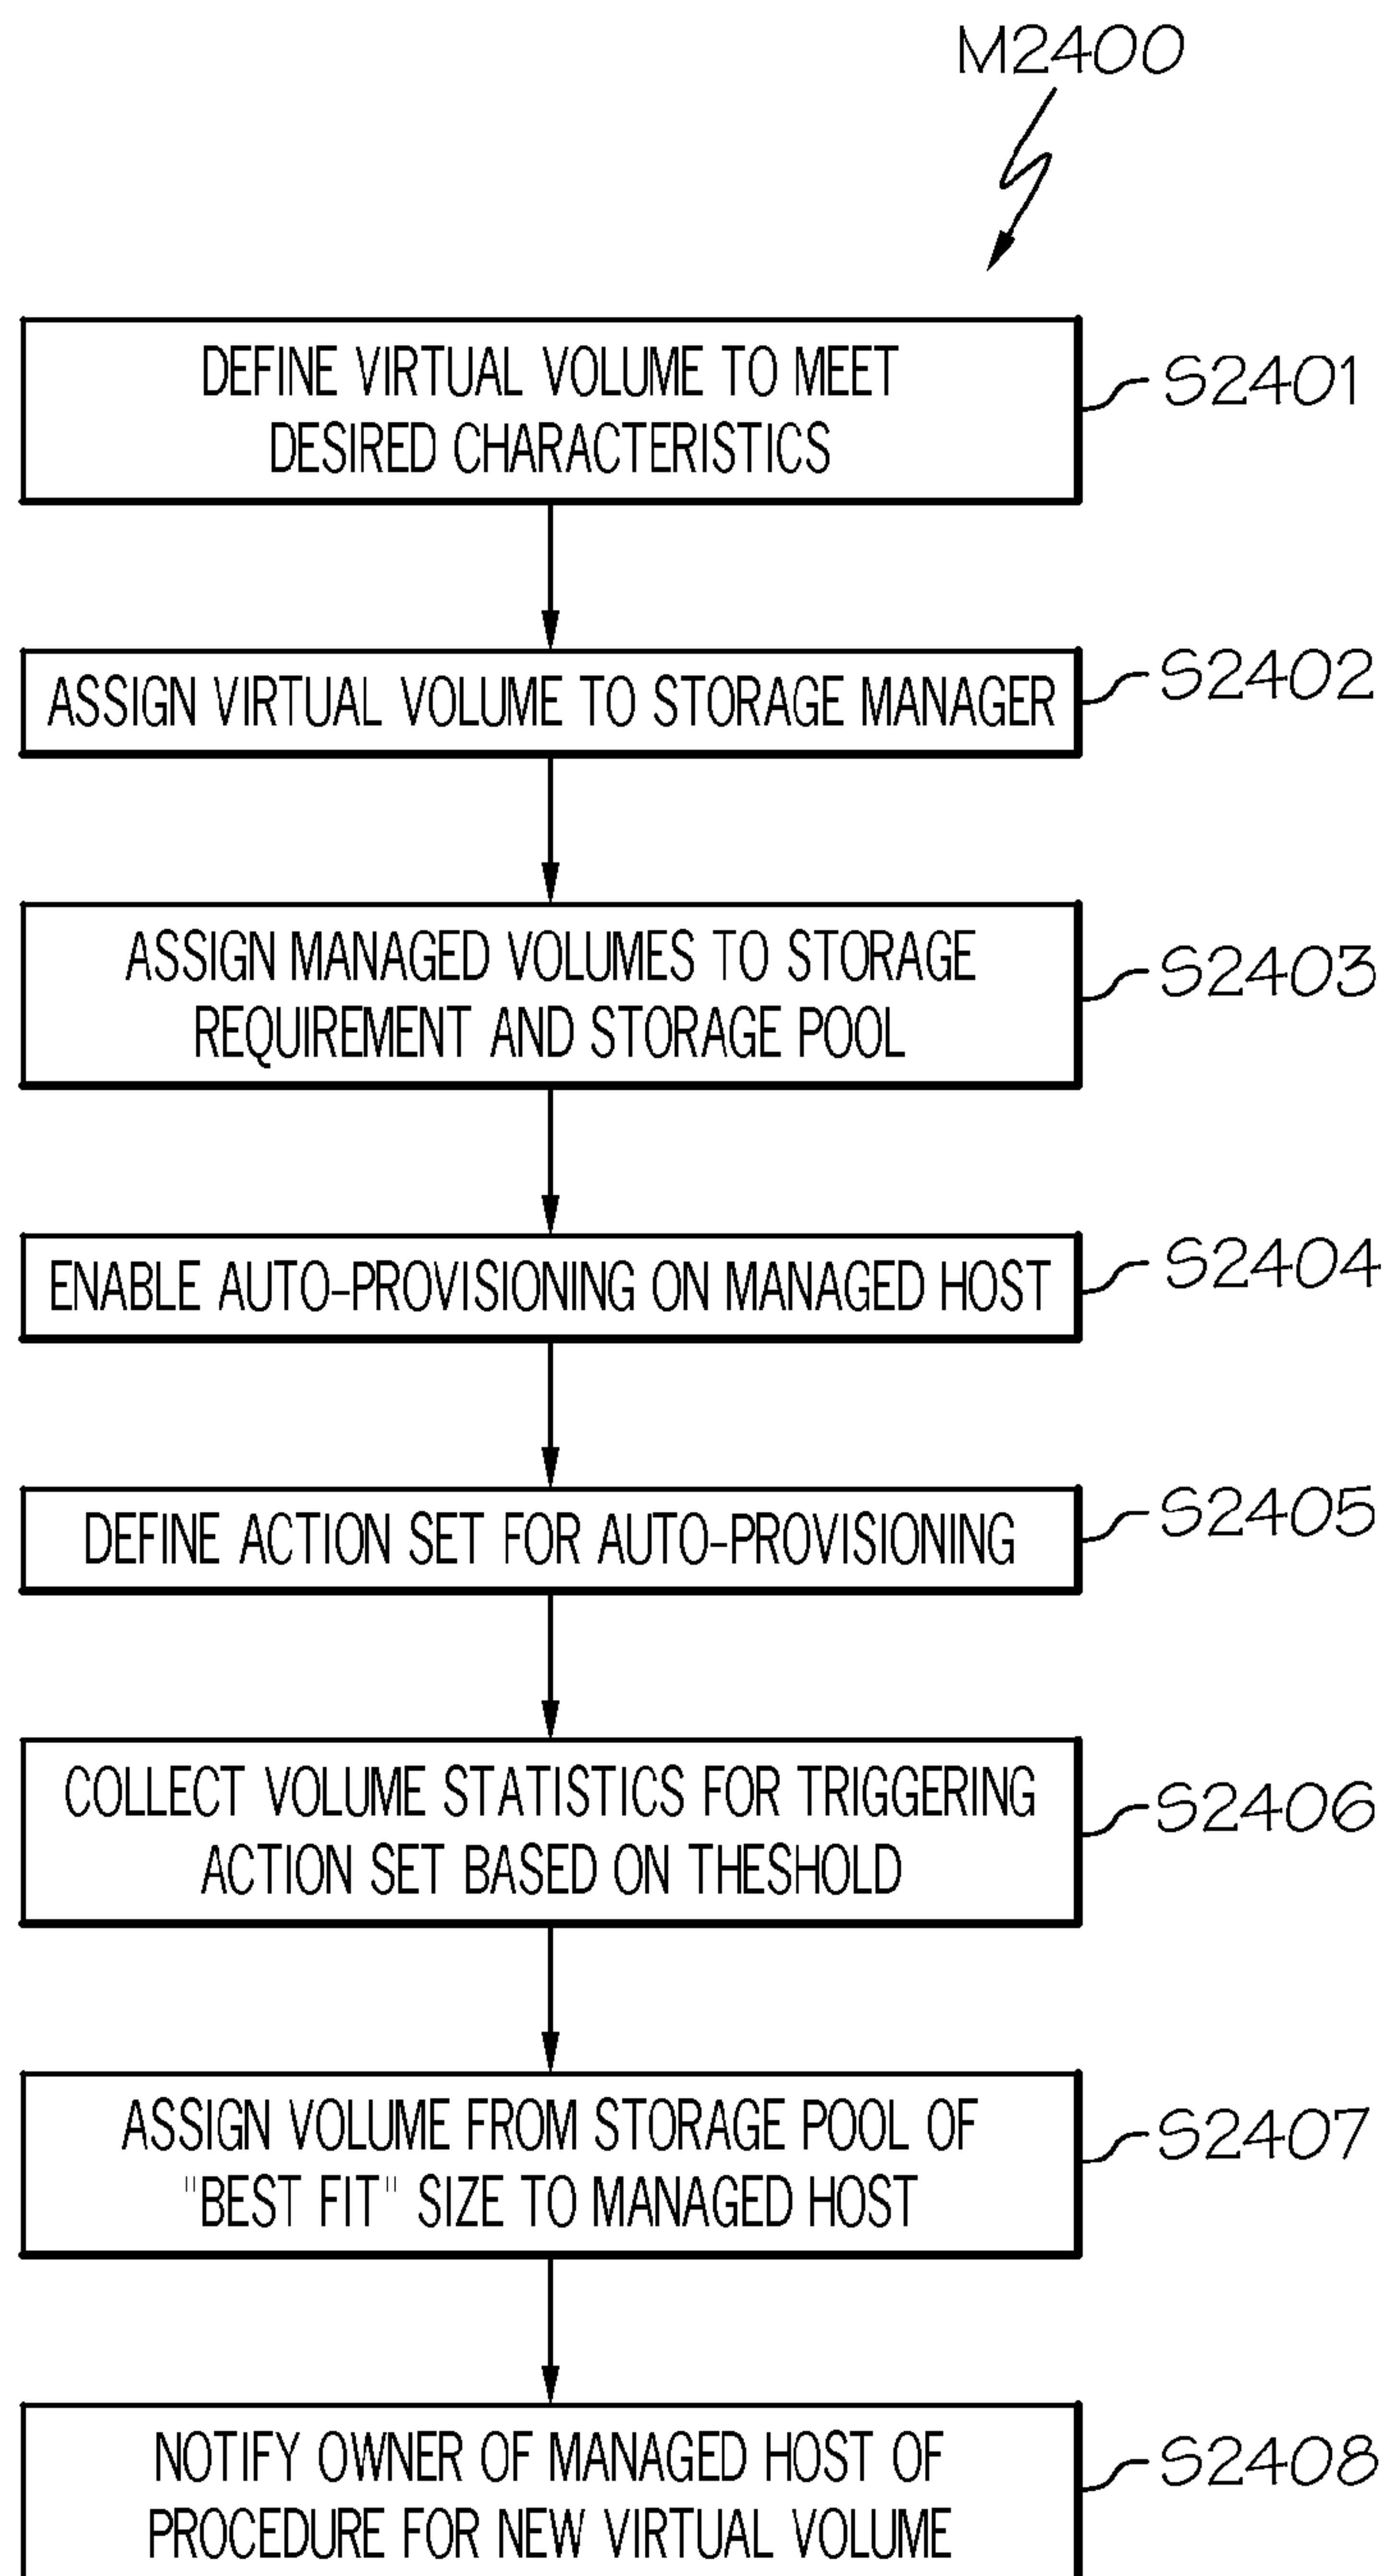 M2400
DEFINE VIRTUAL VOLUME TO MEET
DESIRED CHARACTERISTICS
S2401
ASSIGN VIRTUAL VOLUME TO STORAGE MANAGER
S2402
ASSIGN MANAGED VOLUMES TO STORAGE
REQUIREMENT AND STORAGE POOL
S2403
ENABLE AUTO-PROVISIONING ON MANAGED HOST
S2404
DEFINE ACTION SET FOR AUTO-PROVISIONING
S2405
COLLECT VOLUME STATISTICS FOR TRIGGERING
ACTION SET BASED ON THESHOLD
S2406
ASSIGN VOLUME FROM STORAGE POOL OF
"BEST FIT" SIZE TO MANAGED HOST
S2407
NOTIFY OWNER OF MANAGED HOST OF
PROCEDURE FOR NEW VIRTUAL VOLUME
S2408